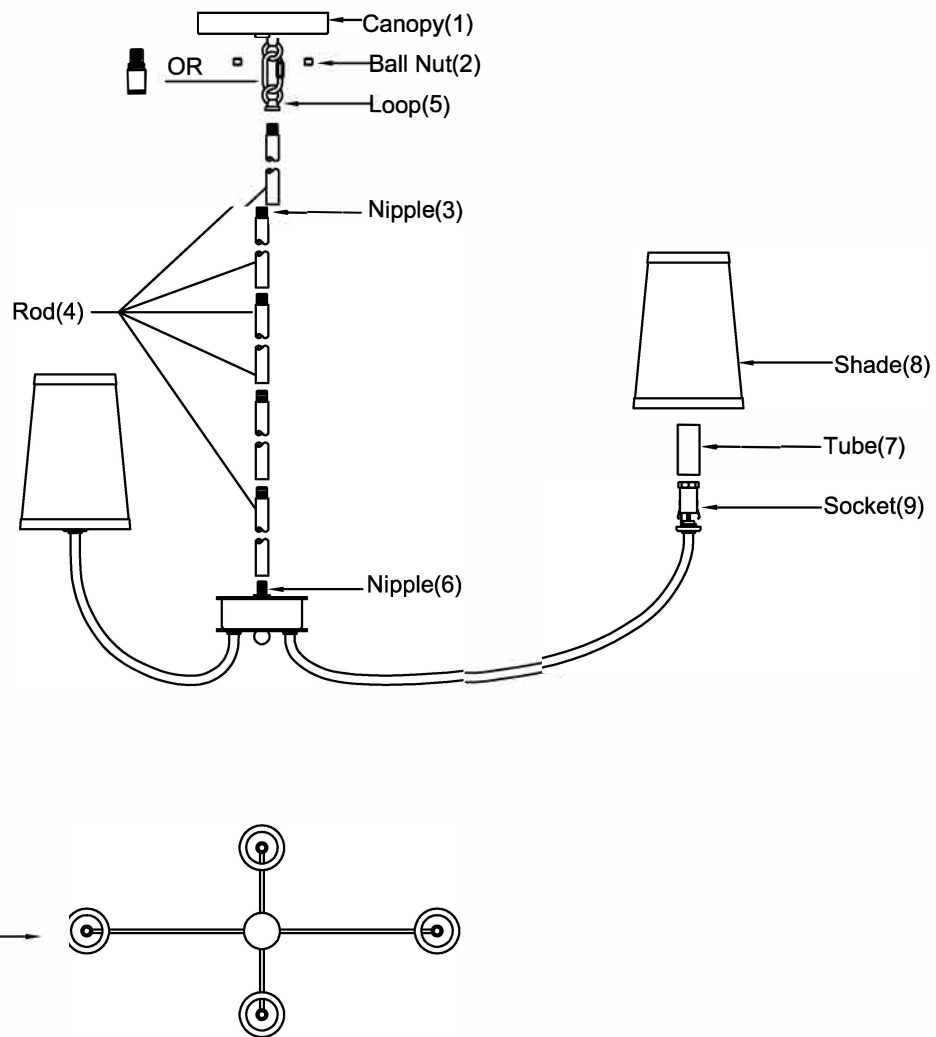 Canopy(1)
OR
Ball Nut(2)
Loop(5)
Nipple(3)
Rod(4)
Shade(8)
Tube(7)
Socket(9)
Nipple(6)